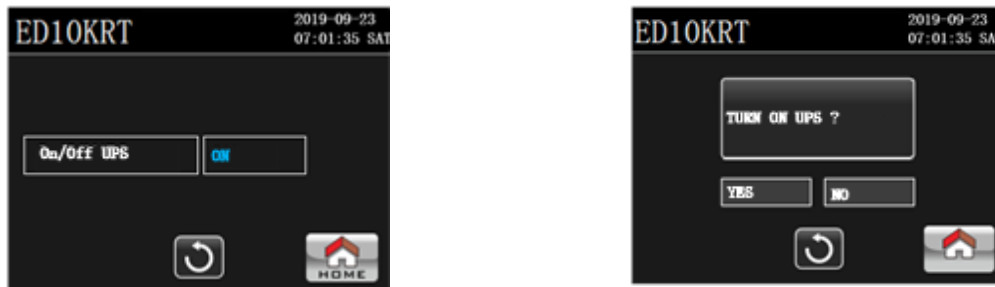 ED10KRT
2019-09-23
07:01:35 SAT
On/Off UPS
ON
HOME
ED10KRT
2019-09-23
07:01:35 SA
TURN ON UPS ?
YES
NO